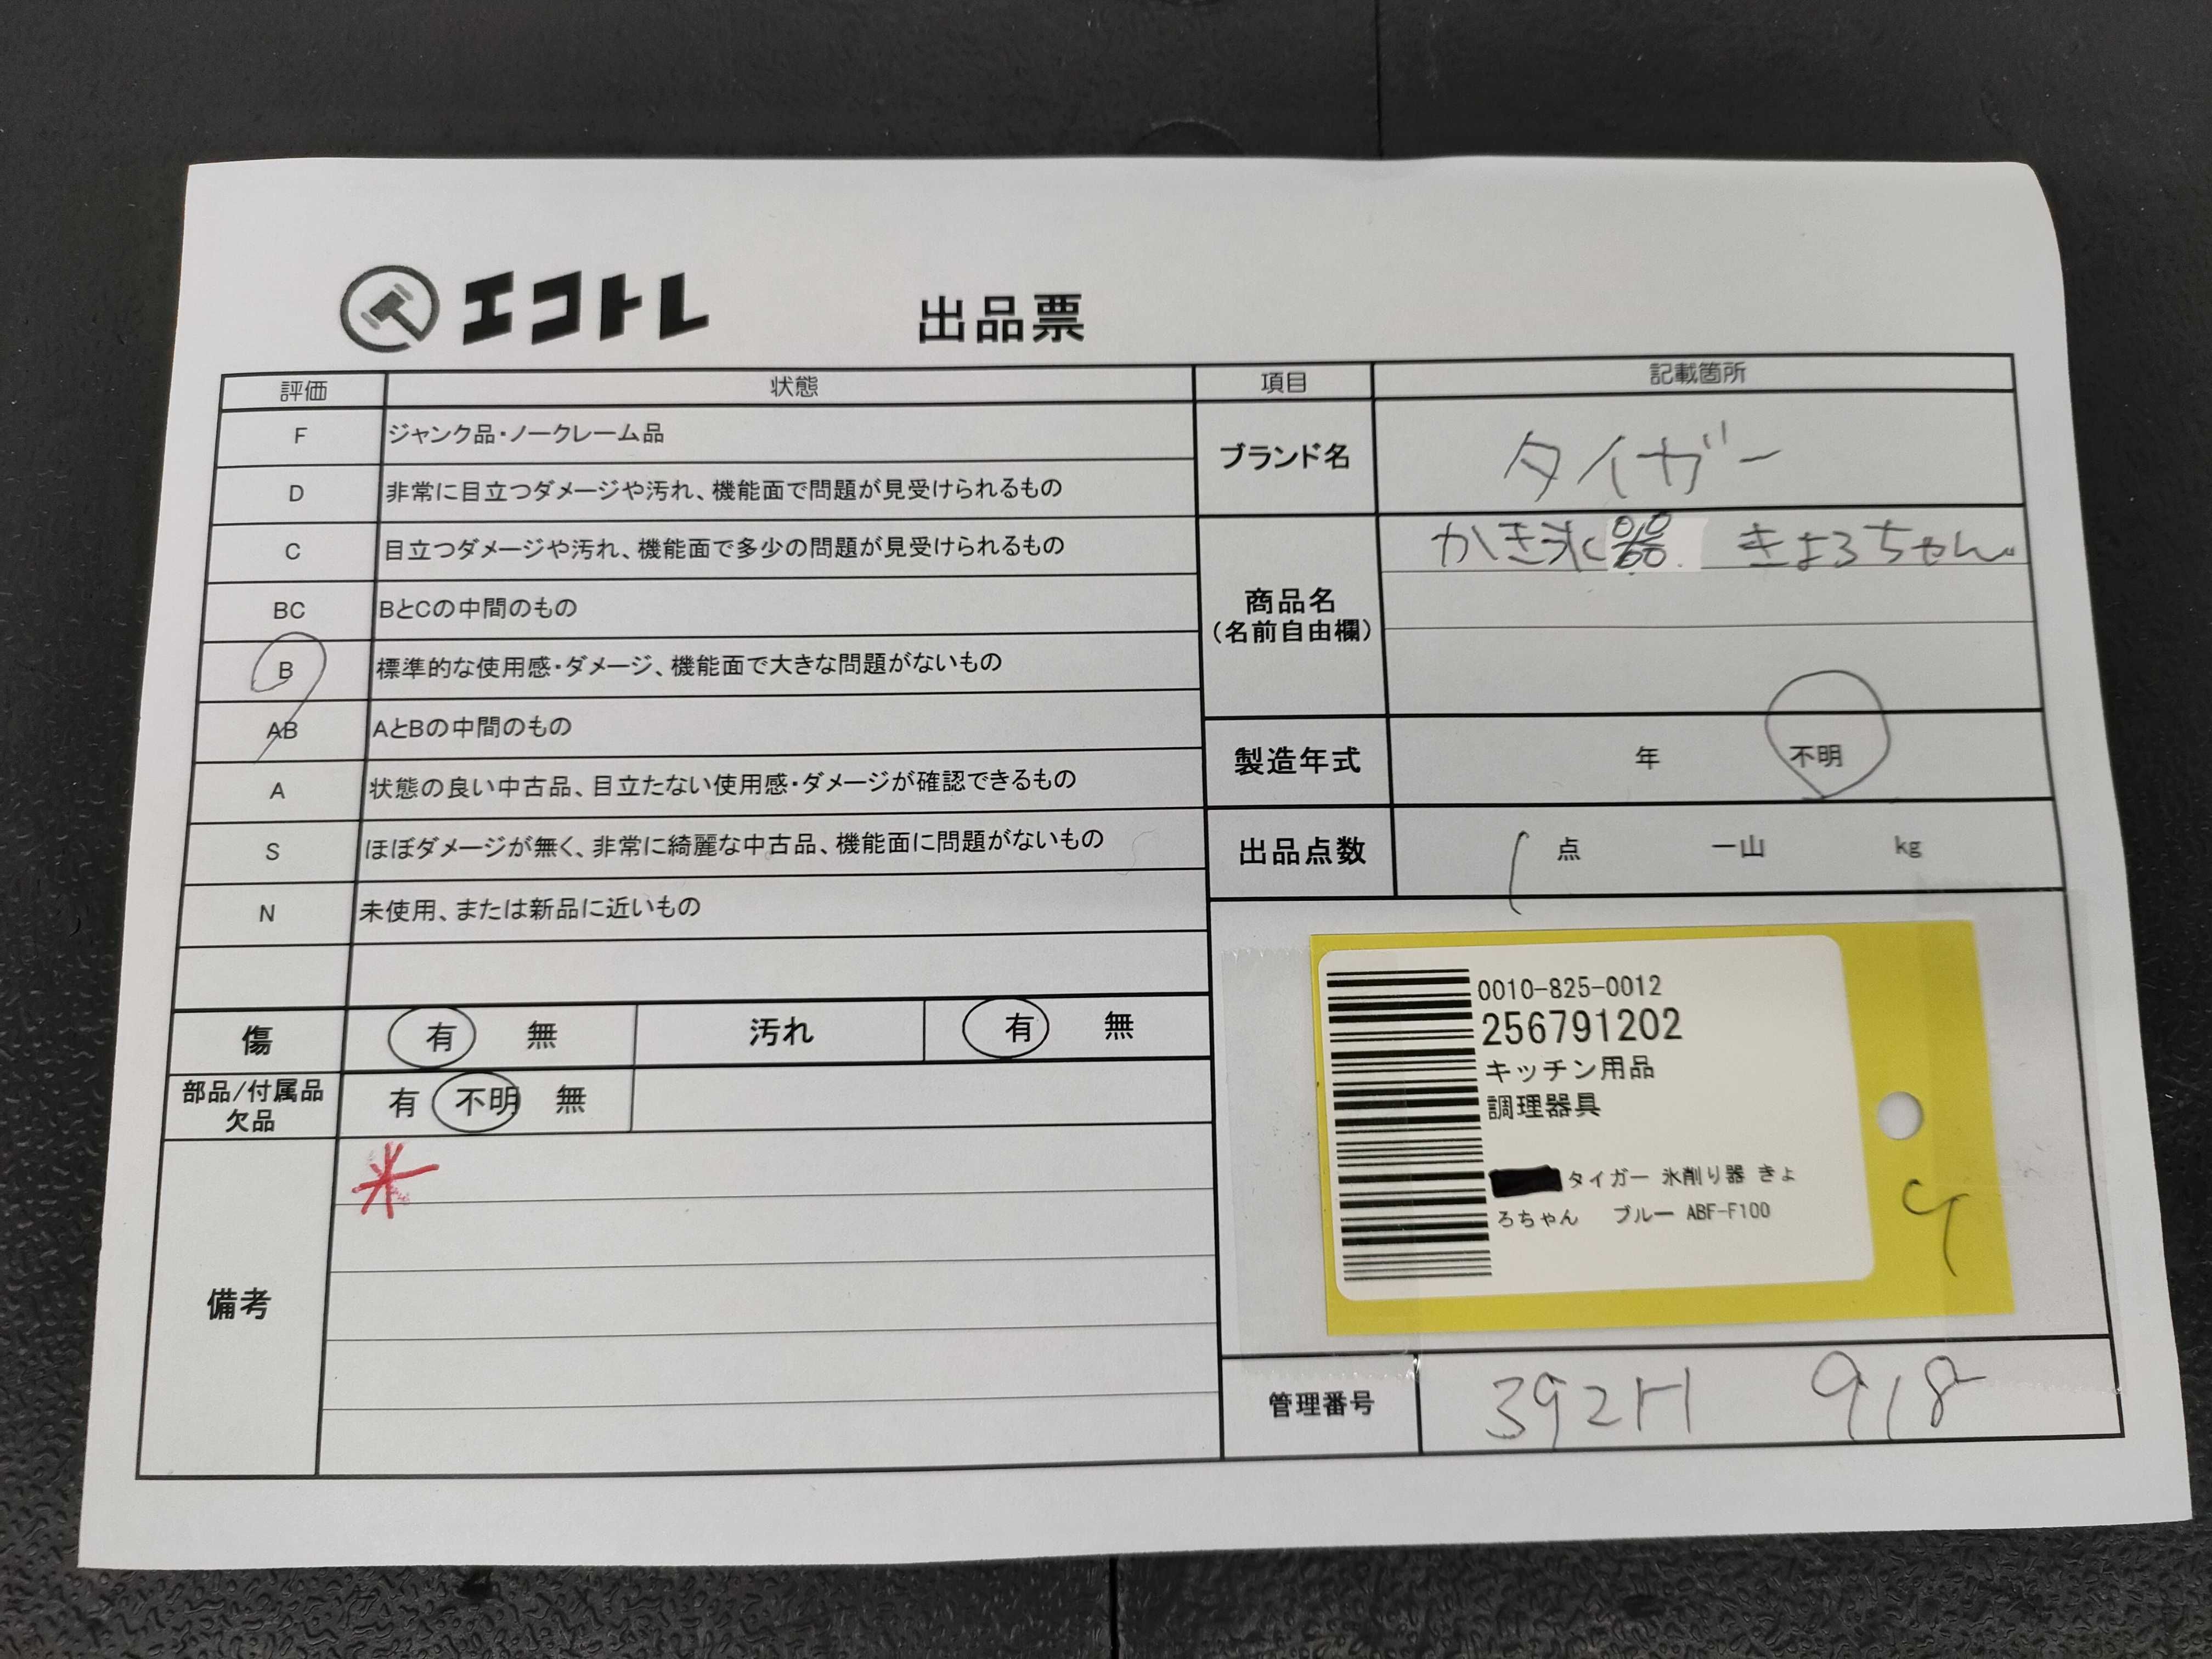 エコトレ
出品票
評価 状態
F ジャンク品・ノークレーム品
D 非常に目立つダメージや汚れ、機能面で問題が見受けられるもの
C 目立つダメージや汚れ、機能面で多少の問題が見受けられるもの
BC BとCの中間のもの
B 標準的な使用感・ダメージ、機能面で大きな問題がないもの
AB AとBの中間のもの
A 状態の良い中古品、目立たない使用感・ダメージが確認できるもの
S ほぼダメージが無く、非常に綺麗な中古品、機能面に問題がないもの
N 未使用、または新品に近いもの
傷 有 無 汚れ 有 無
部品/付属品
欠品
有 不明 無
備考
項目 記載箇所
ブランド名 タイガー
商品名
(名前自由欄)
かき氷器 きょろちゃん
製造年式 年 不明
出品点数 1 点 一山 kg
0010-825-0012
256791202
キッチン用品
調理器具
タイガー 氷削り器 きょ
ろちゃん ブルー ABF-F100
管理番号 392H 918